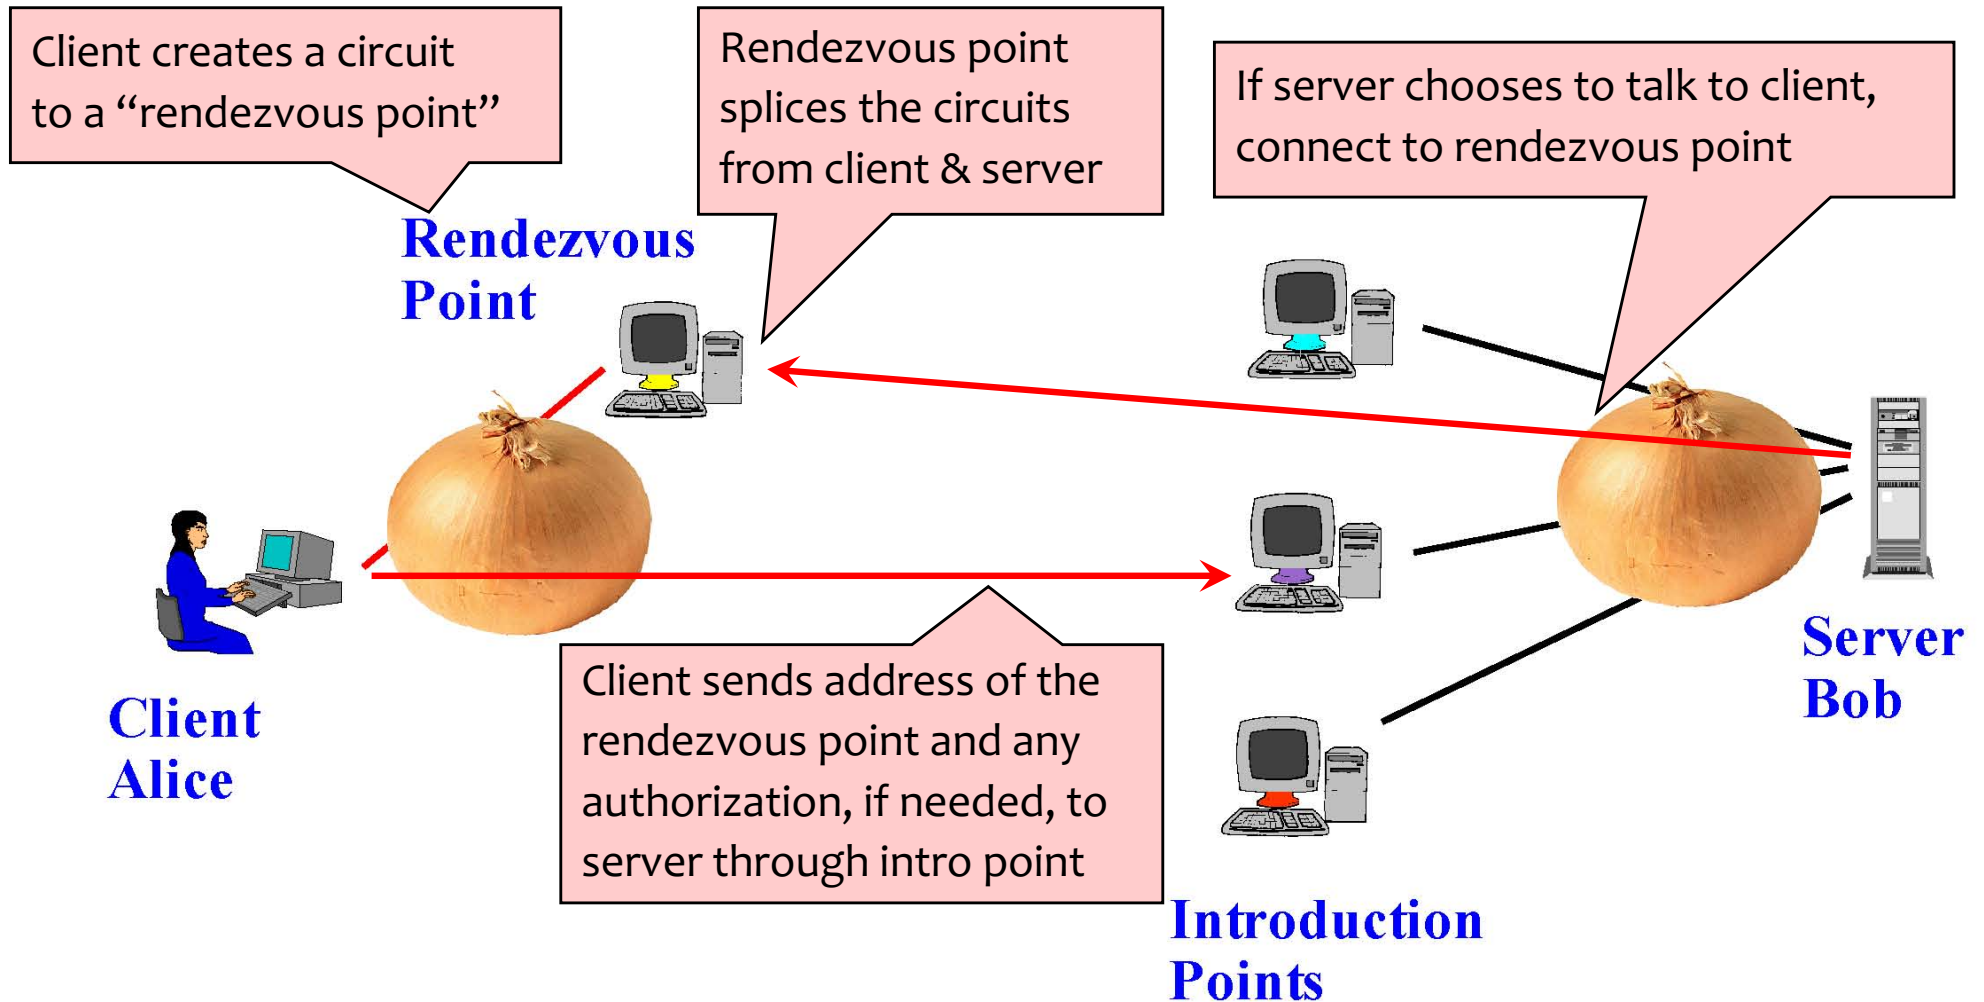 Client creates a circuit
to a “rendezvous point”
Rendezvous point
splices the circuits
from client & server
If server chooses to talk to client,
connect to rendezvous point
Rendezvous
Point
Client sends address of the
rendezvous point and any
authorization, if needed, to
server through intro point
Client
Alice
Server
Bob
Introduction
Points